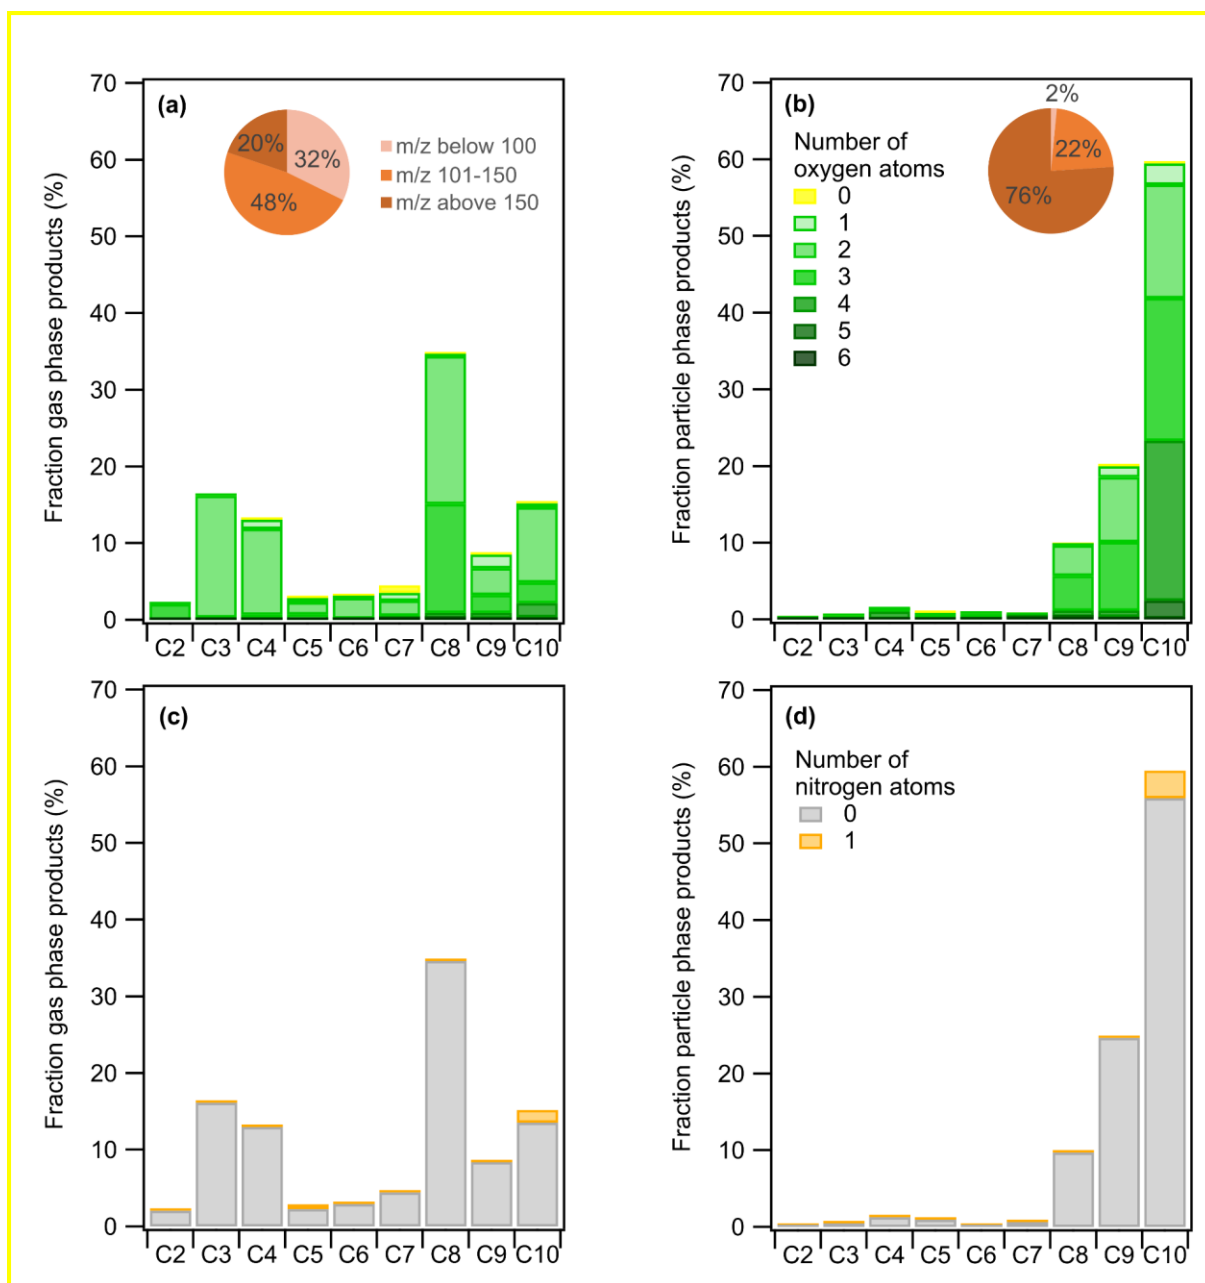 70
60
50
40
30
20
10
0
Fraction gas phase products (%)
(a)
20%
32%
48%
m/z below 100
m/z 101-150
m/z above 150
C2 C3 C4 C5 C6 C7 C8 C9 C10
70
60
50
40
30
20
10
0
Fraction particle phase products (%)
(b)
2%
22%
76%
Number of
oxygen atoms
0
1
2
3
4
5
6
C2 C3 C4 C5 C6 C7 C8 C9 C10
70
60
50
40
30
20
10
0
Fraction gas phase products (%)
(c)
C2 C3 C4 C5 C6 C7 C8 C9 C10
70
60
50
40
30
20
10
0
Fraction particle phase products (%)
(d)
Number of
nitrogen atoms
0
1
C2 C3 C4 C5 C6 C7 C8 C9 C10